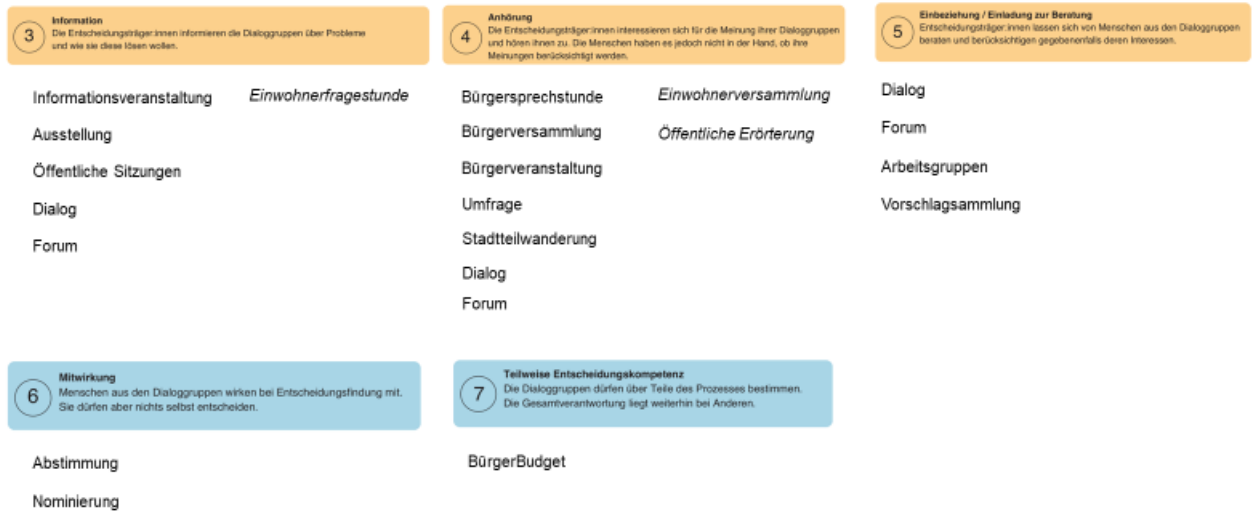 3
Information
Die Entscheidungsträger:innen informieren die Dialoggruppen über Probleme
und wie sie diese lösen wollen.
Informationsveranstaltung
Einwohnerfragestunde
Ausstellung
Öffentliche Sitzungen
Dialog
Forum
4
Anhörung
Die Entscheidungsträger:innen interessieren sich für die Meinung ihrer Dialoggruppen
und hören ihnen zu. Die Menschen haben es jedoch nicht in der Hand, ob ihre
Meinungen berücksichtigt werden.
Bürgersprechstunde
Einwohnerversammlung
Bürgerversammlung
Öffentliche Erörterung
Bürgerveranstaltung
Umfrage
Stadtteilwanderung
Dialog
Forum
5
Einbeziehung / Einladung zur Beratung
Entscheidungsträger:innen lassen sich von Menschen aus den Dialoggruppen
beraten und berücksichtigen gegebenenfalls deren Interessen.
Dialog
Forum
Arbeitsgruppen
Vorschlagsammlung
6
Mitwirkung
Menschen aus den Dialoggruppen wirken bei Entscheidungsfindung mit.
Sie dürfen aber nichts selbst entscheiden.
Abstimmung
Nominierung
7
Teilweise Entscheidungskompetenz
Die Dialoggruppen dürfen über Teile des Prozesses bestimmen.
Die Gesamtverantwortung liegt weiterhin bei Anderen.
BürgerBudget